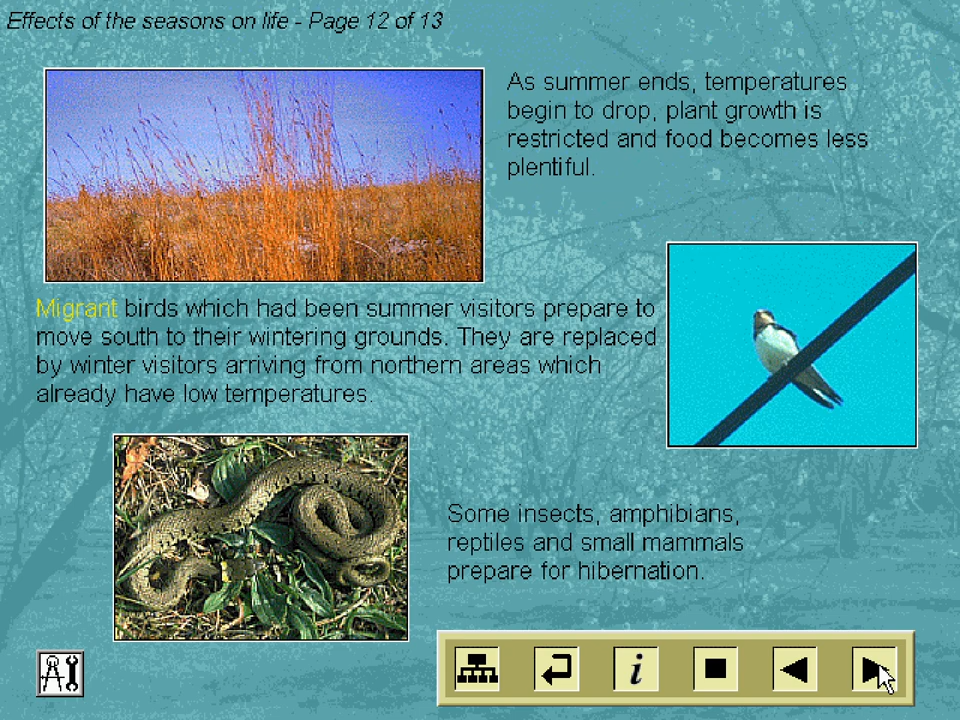 Effects of the seasons on life - Page 12 of 13
As summer ends, temperatures
begin to drop, plant growth is
restricted and food becomes less
plentiful.
Migrant birds which had been summer visitors prepare to
move south to their wintering grounds. They are replaced
by winter visitors arriving from northern areas which
already have low temperatures.
Some insects, amphibians,
reptiles and small mammals
prepare for hibernation.
i